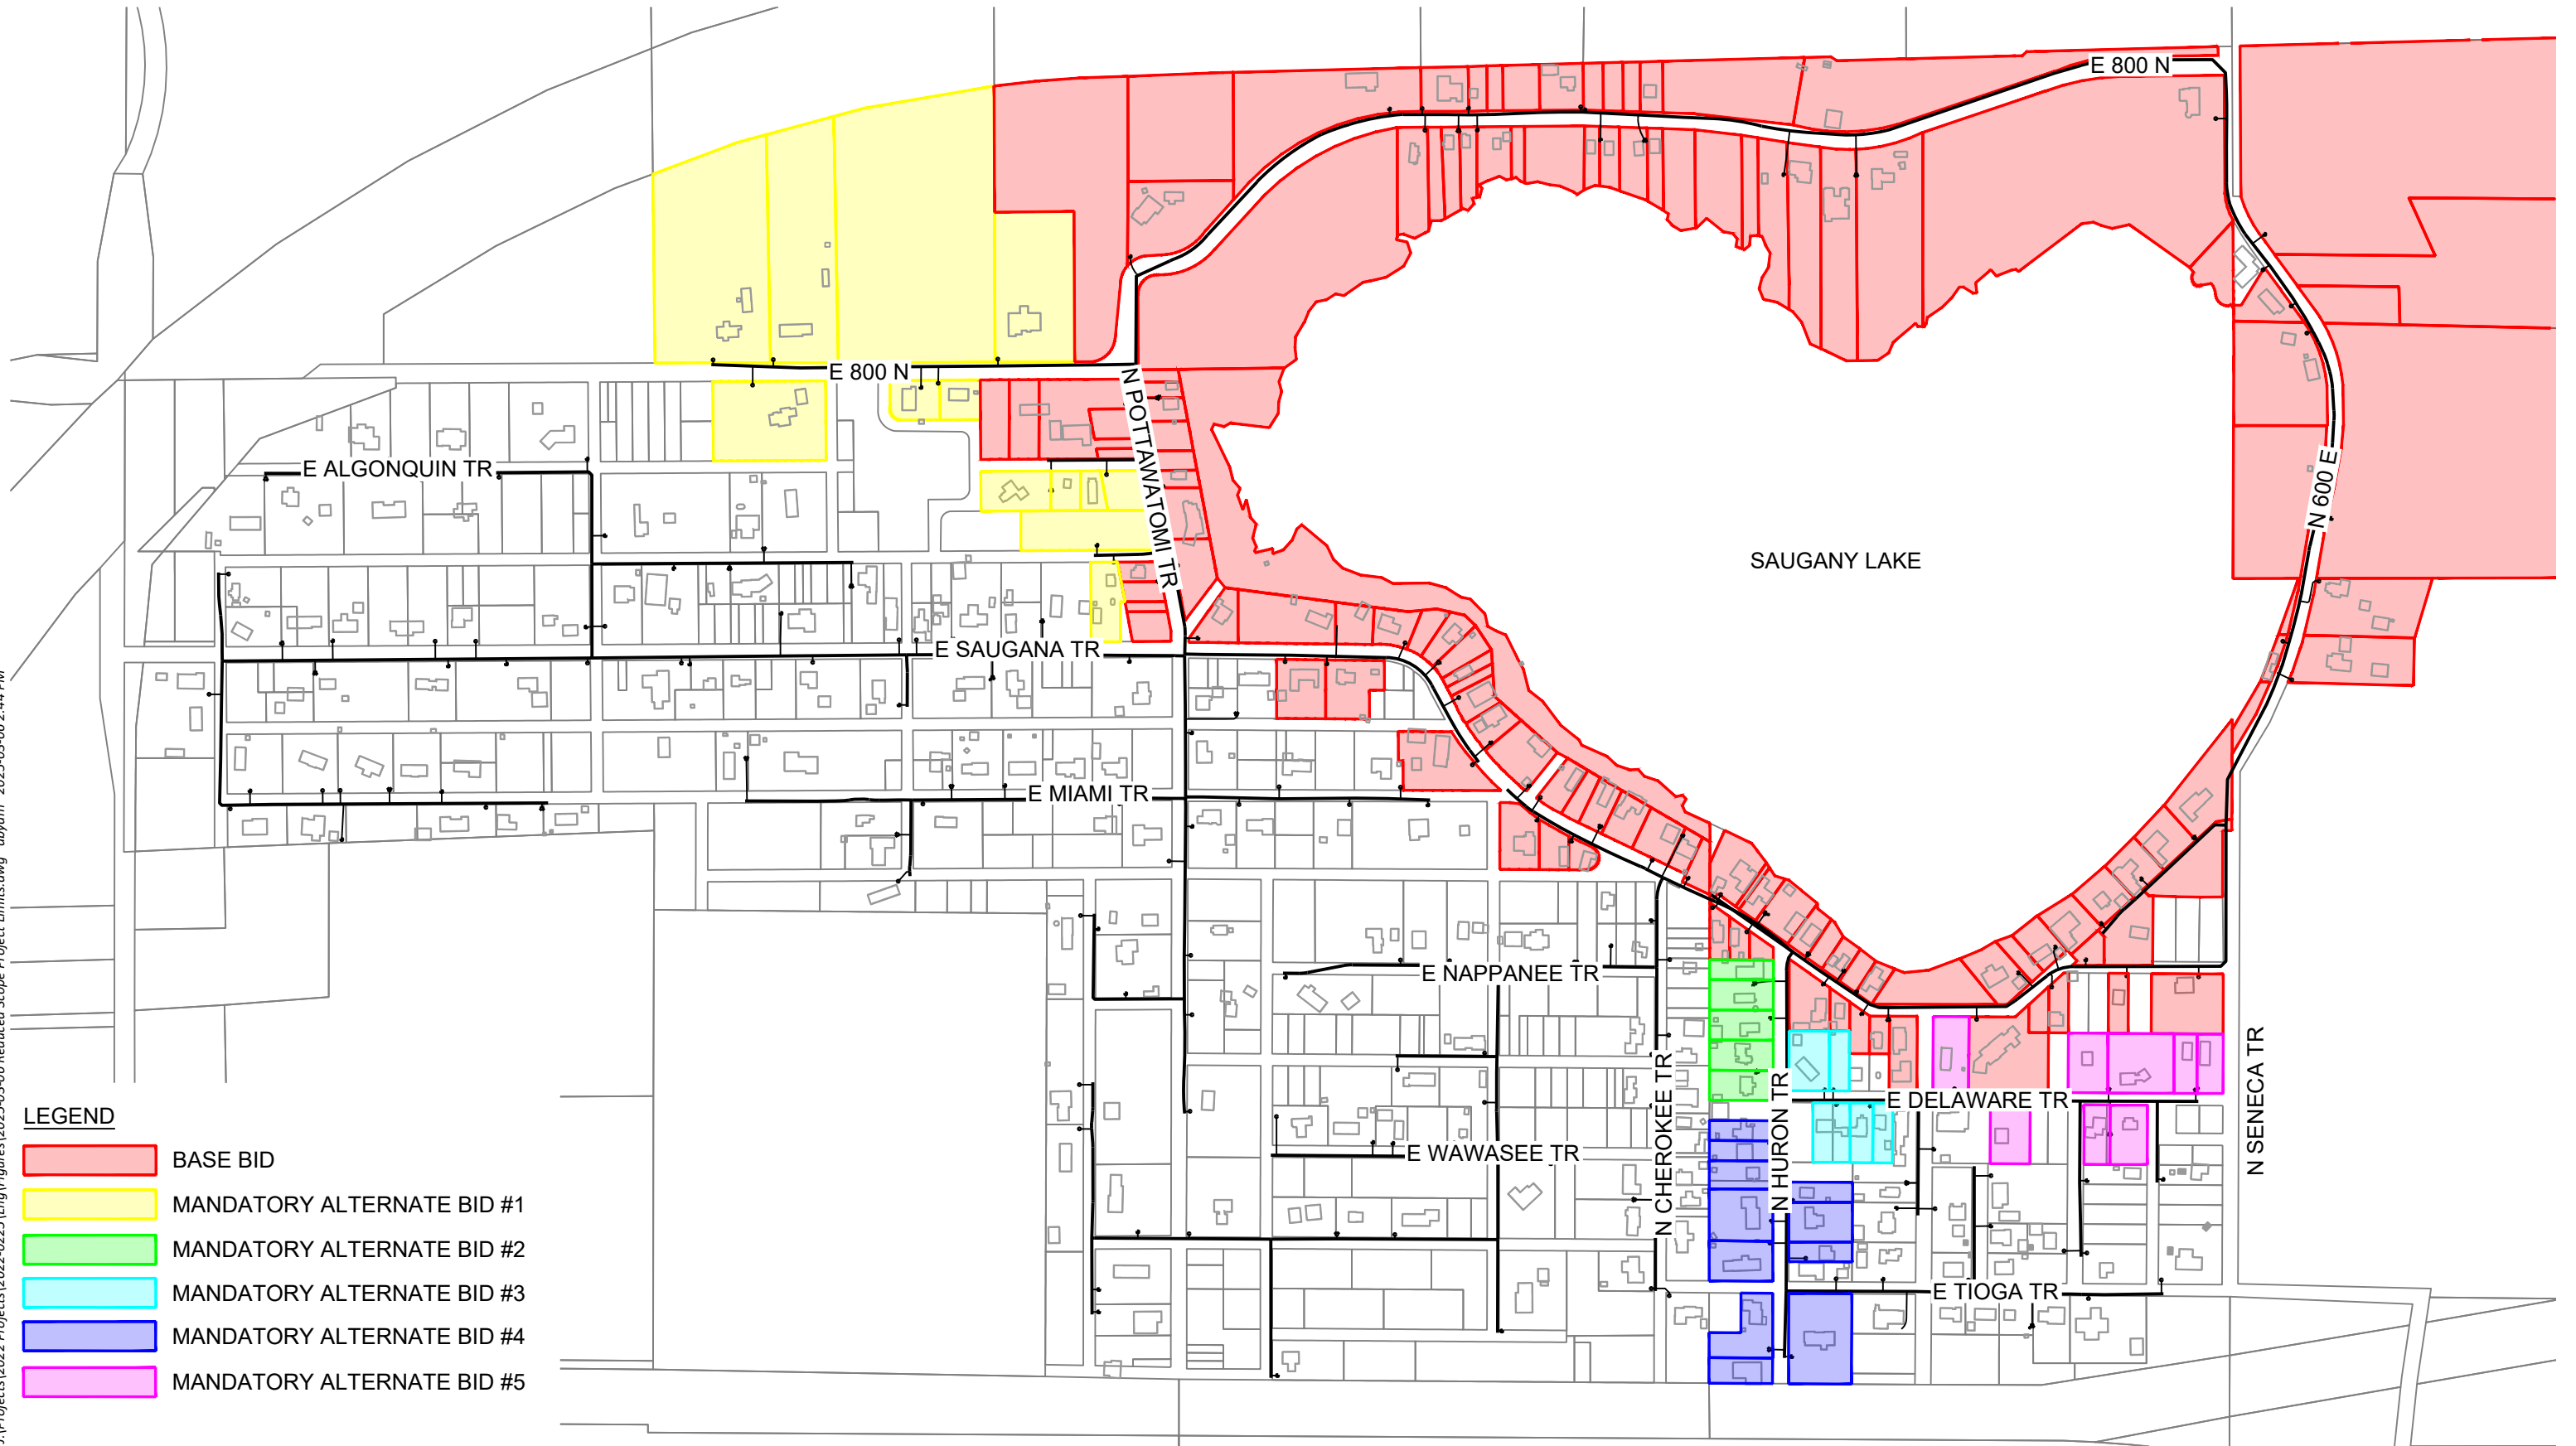 E 800 N
E 800 N
N POTTAWATOMI TR
E ALGONQUIN TR
N 600 E
SAUGANY LAKE
E SAUGANA TR
E MIAMI TR
E NAPPANEE TR
N CHEROKEE TR
N HURON TR
E DELAWARE TR
N SENECA TR
E WAWASEE TR
E TIOGA TR
LEGEND
BASE BID
MANDATORY ALTERNATE BID #1
MANDATORY ALTERNATE BID #2
MANDATORY ALTERNATE BID #3
MANDATORY ALTERNATE BID #4
MANDATORY ALTERNATE BID #5